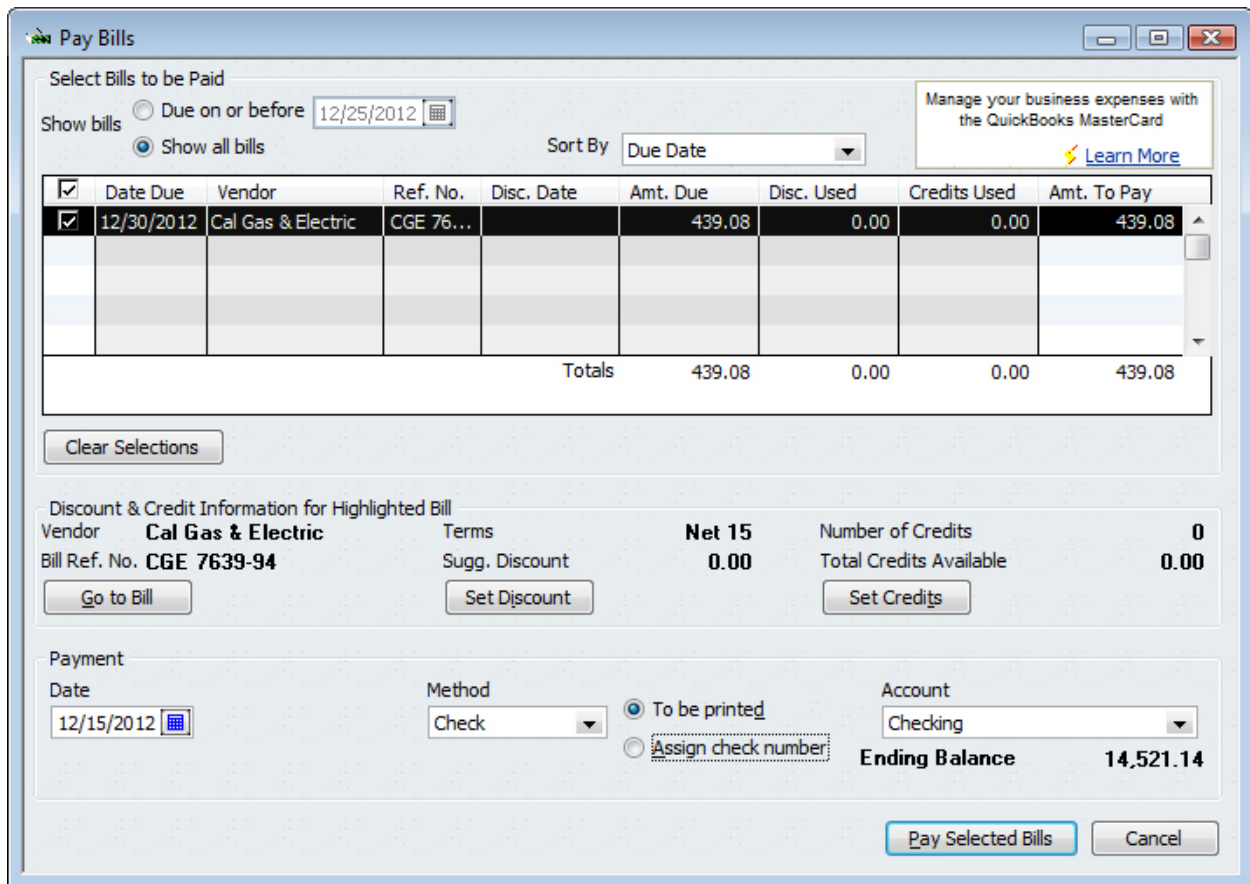 Pay Bills
Select Bills to be Paid
Show bills
Due on or before 12/25/2012
Show all bills
Sort By Due Date
Manage your business expenses with
the QuickBooks MasterCard
Learn More
Date Due Vendor Ref. No. Disc. Date Amt. Due Disc. Used Credits Used Amt. To Pay
12/30/2012 Cal Gas & Electric CGE 76... 439.08 0.00 0.00 439.08
Totals 439.08 0.00 0.00 439.08
Clear Selections
Discount & Credit Information for Highlighted Bill
Vendor Cal Gas & Electric Terms Net 15 Number of Credits 0
Bill Ref. No. CGE 7639-94 Sugg. Discount 0.00 Total Credits Available 0.00
Go to Bill Set Discount Set Credits
Payment
Date Method Account
12/15/2012 Check To be printed Checking
Assign check number
Ending Balance 14,521.14
Pay Selected Bills Cancel